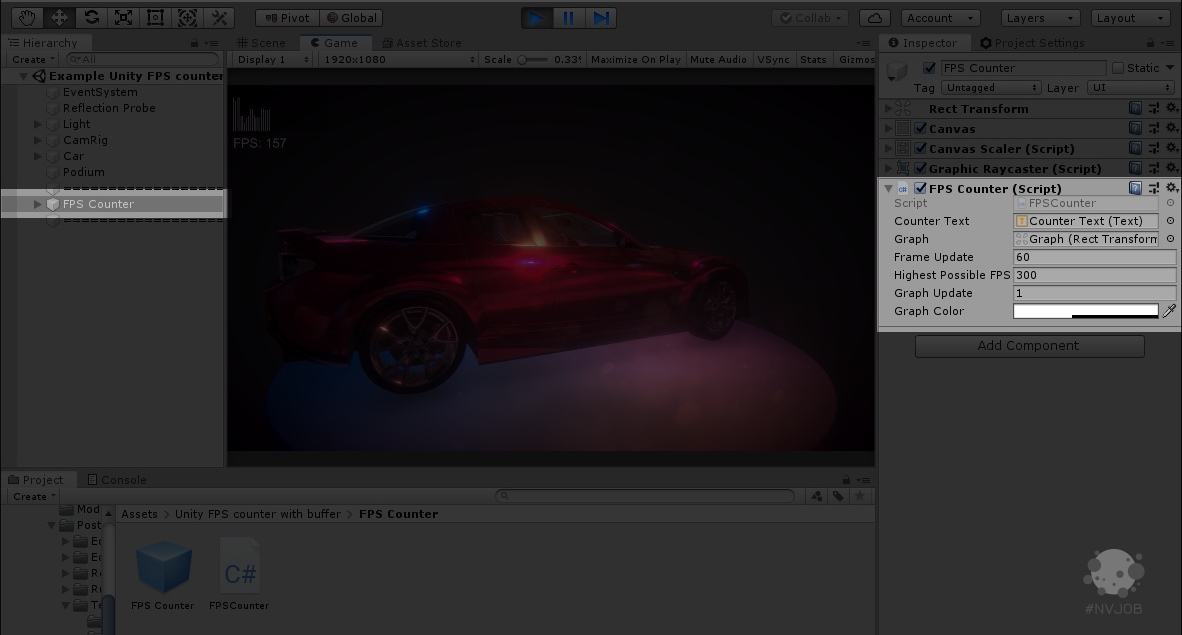 Pivot Global Collab Account Layers Layout
Hierarchy Scene Game Asset Store Inspector Project Settings
Create All Display 1 1920x1080 Scale 0.33 Maximize On Play Mute Audio VSync Stats Gizmos
Example Unity FPS counter
EventSystem
Reflection Probe
Light
CamRig
Car
Podium
FPS Counter
FPS: 157
FPS Counter Static
Tag Untagged Layer UI
Rect Transform
Canvas
Canvas Scaler (Script)
Graphic Raycaster (Script)
FPS Counter (Script)
Script FPSCounter
Counter Text Counter Text (Text)
Graph Graph (Rect Transform
Frame Update 60
Highest Possible FPS 300
Graph Update 1
Graph Color
Add Component
Project Console
Create
Mod
Post
Assets > Unity FPS counter with buffer > FPS Counter
C#
FPS Counter FPSCounter
#NVJOB